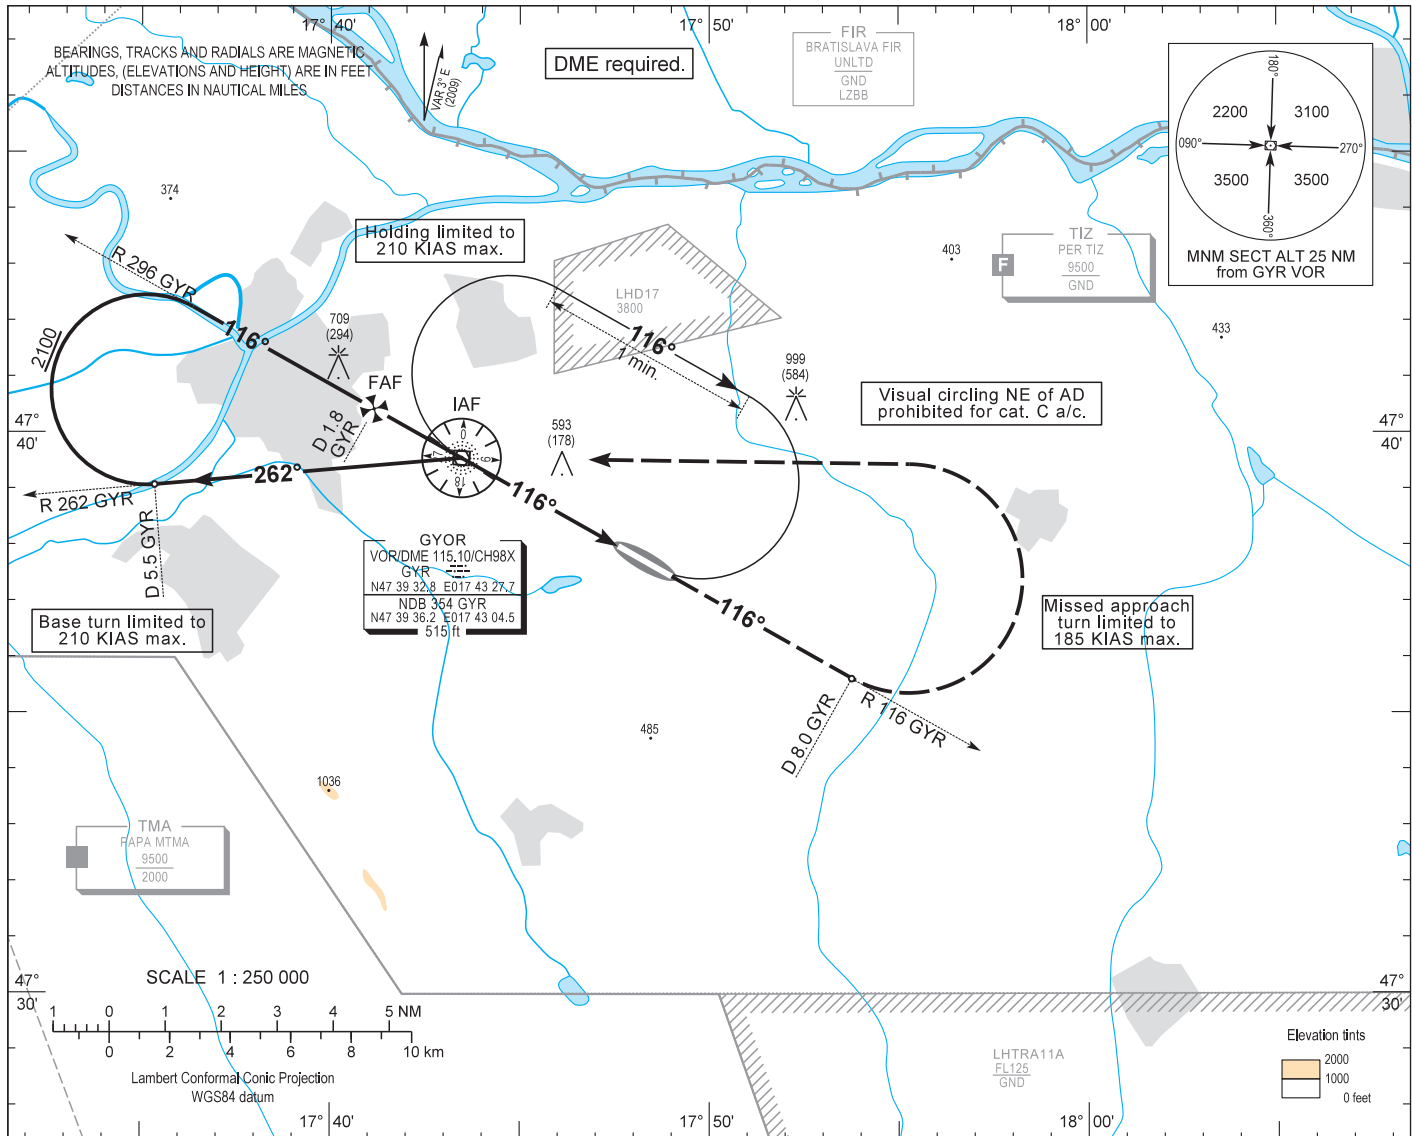 17° 40'
17° 50'
18° 00'
BEARINGS, TRACKS AND RADIALS ARE MAGNETIC
ALTITUDES, (ELEVATIONS AND HEIGHT) ARE IN FEET
DISTANCES IN NAUTICAL MILES
VAR 3° E
(2009)
DME required.
FIR
BRATISLAVA FIR
UNLTD
GND
LZBB
180°
2200
3100
090°
270°
3500
3500
360°
MNM SECT ALT 25 NM
from GYR VOR
374
Holding limited to
210 KIAS max.
R 296 GYR
403
TIZ
PER TIZ
9500
GND
F
LHD17
3800
2100
116°
709
(294)
116°
1 min.
433
999
(584)
FAF
IAF
D 1.8
GYR
Visual circling NE of AD
prohibited for cat. C a/c.
593
(178)
47°
40'
47°
40'
0
9
18
27
262°
R 262 GYR
116°
D 5.5 GYR
GYOR
VOR/DME 115.10/CH98X
GYR
N47 39 32.8 E017 43 27.7
NDB 354 GYR
N47 39 36.2 E017 43 04.5
515 ft
Base turn limited to
210 KIAS max.
116°
Missed approach
turn limited to
185 KIAS max.
D 8.0 GYR
R 116 GYR
485
1036
TMA
PAPA MTMA
9500
2000
47°
30'
47°
30'
SCALE 1 : 250 000
1 0 1 2 3 4 5 NM
0 2 4 6 8 10 km
Lambert Conformal Conic Projection
WGS84 datum
LHTRA11A
FL125
GND
Elevation tints
2000
1000
0 feet
17° 40'
17° 50'
18° 00'